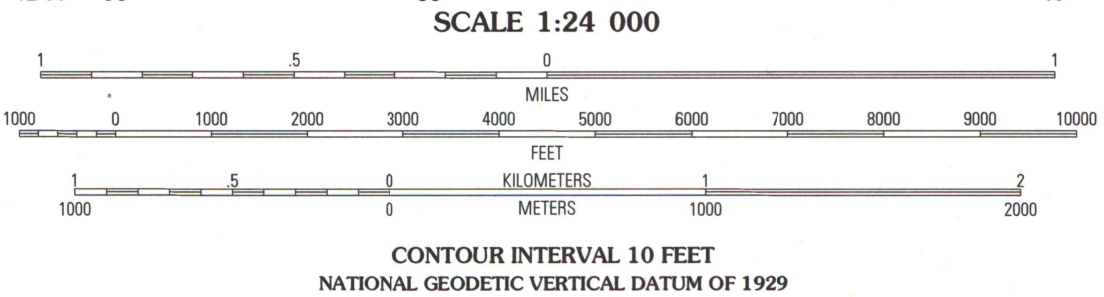 SCALE 1:24 000
1 .5 0 1
MILES
1000 0 1000 2000 3000 4000 5000 6000 7000 8000 9000 10000
FEET
1 .5 0 KILOMETERS 1 2
1000 0 METERS 1000 2000
CONTOUR INTERVAL 10 FEET
NATIONAL GEODETIC VERTICAL DATUM OF 1929